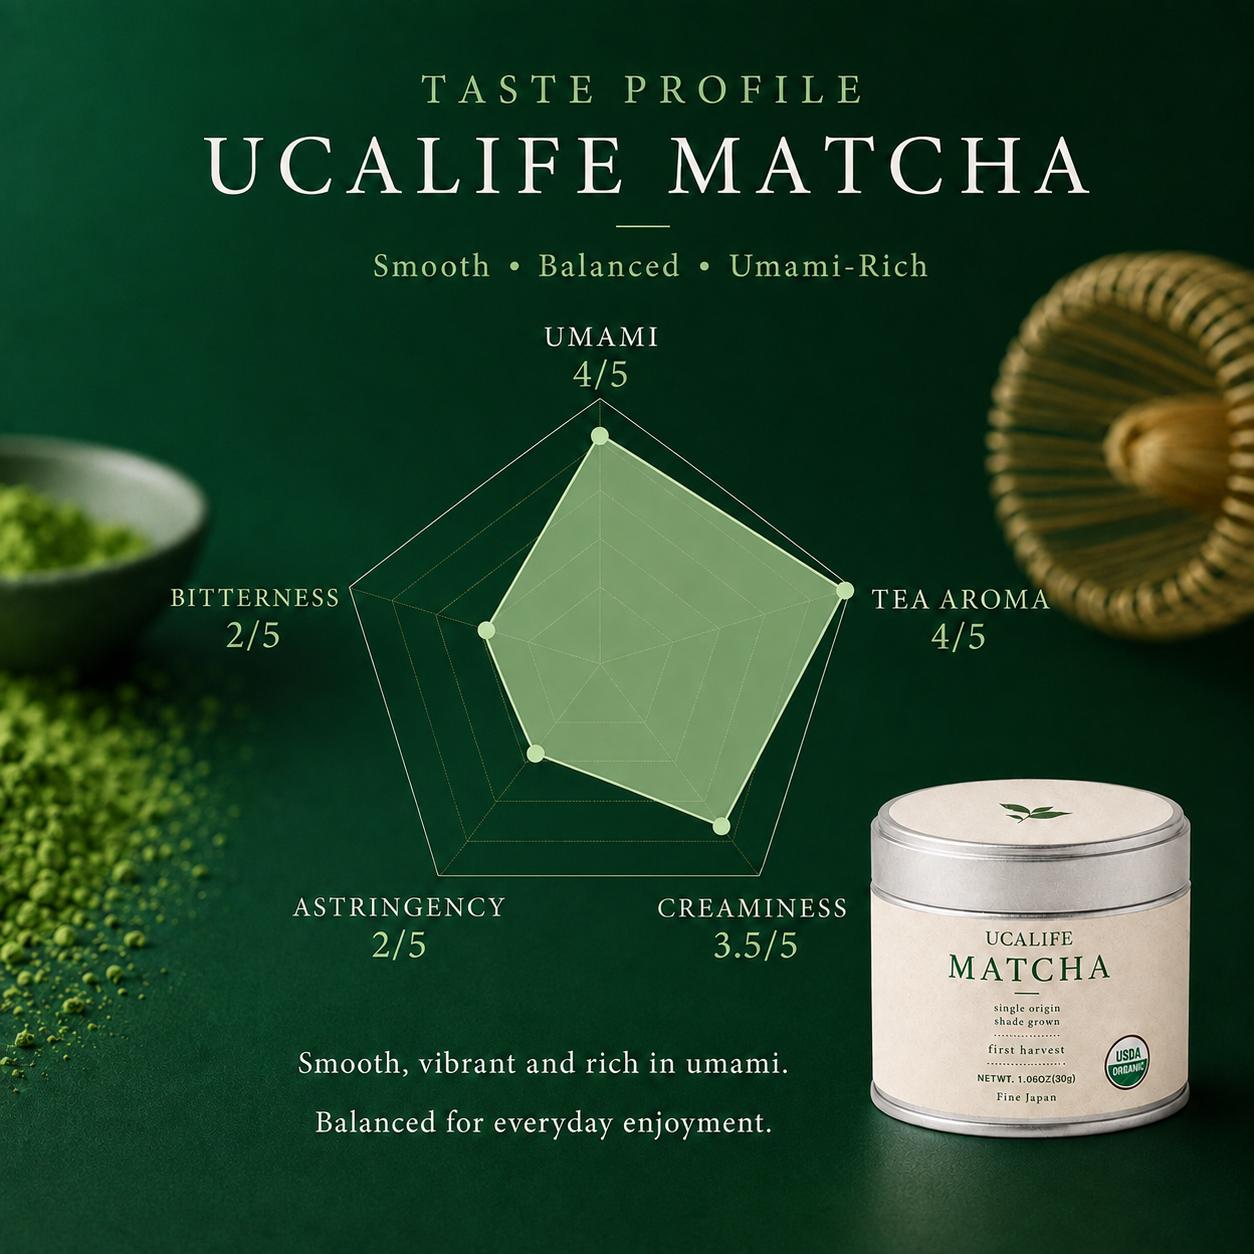 TASTE PROFILE
UCALIFE MATCHA
Smooth • Balanced • Umami-Rich
UMAMI
4/5
BITTERNESS
2/5
TEA AROMA
4/5
ASTRINGENCY
2/5
CREAMINESS
3.5/5
Smooth, vibrant and rich in umami.
Balanced for everyday enjoyment.
UCALIFE
MATCHA
single origin
shade grown
first harvest
NETWT. 1.06OZ(30g)
Fine Japan
USDA
ORGANIC